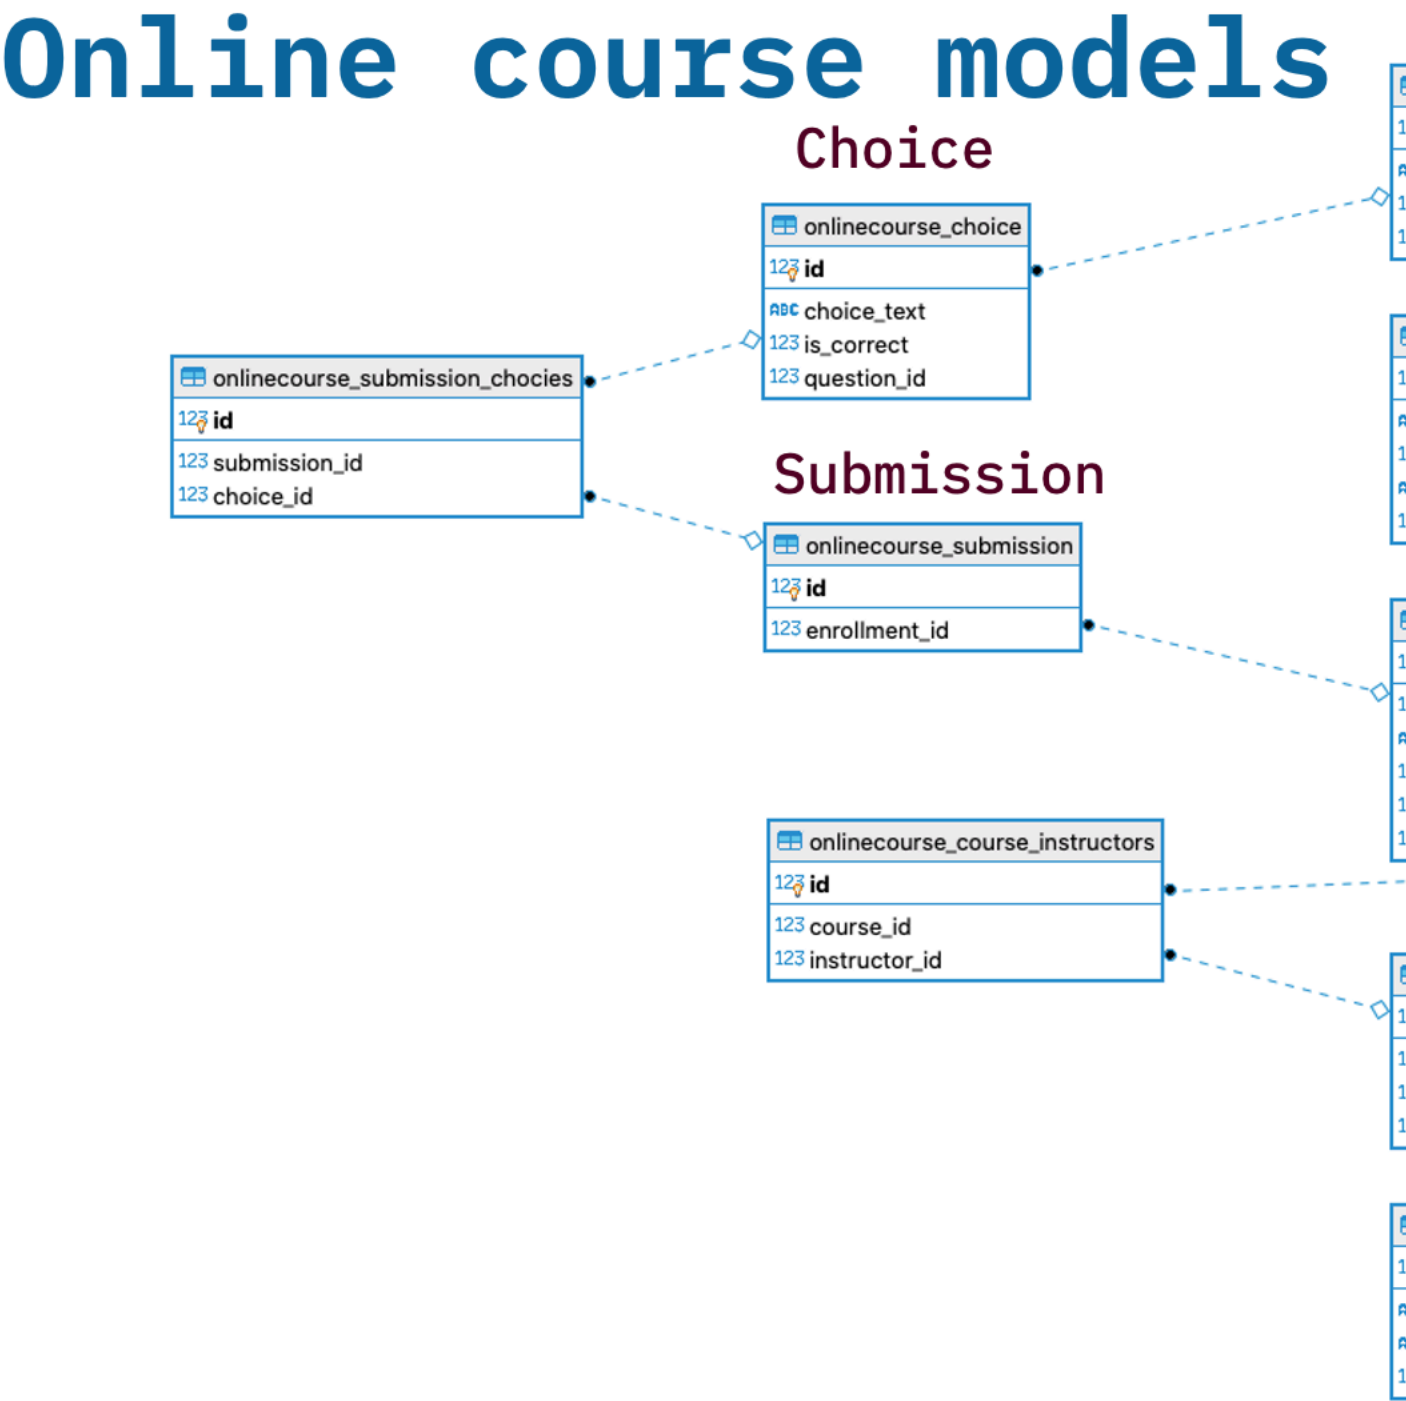 Online course models
Choice
onlinecourse_choice
123 id
ABC choice_text
123 is_correct
123 question_id
onlinecourse_submission_chocies
123 id
123 submission_id
123 choice_id
Submission
onlinecourse_submission
123 id
123 enrollment_id
onlinecourse_course_instructors
123 id
123 course_id
123 instructor_id